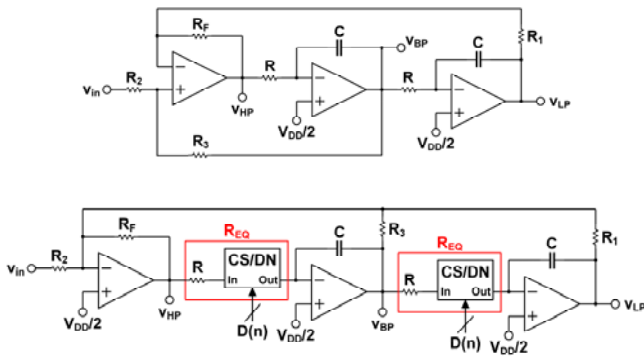 R_F
C
v_BP
R_1
R
R
C
v_in
R_2
v_HP
V_DD/2
V_DD/2
v_LP
R_3
R_F
R_EQ
C
R_3
R_EQ
C
R_1
v_in
R_2
R
CS/DN
In Out
R
CS/DN
In Out
V_DD/2
v_HP
D(n)
V_DD/2
v_BP
D(n)
V_DD/2
v_LP